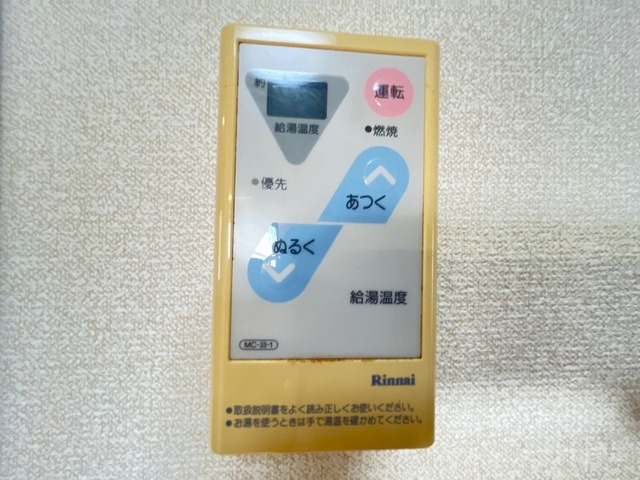 約
給湯温度
運転
燃焼
優先
あつく
ぬるく
給湯温度
MC-33-1
Rinnai
●取扱説明書をよく読み正しくお使いください。
●お湯を使うときは手で湯温を確かめてください。